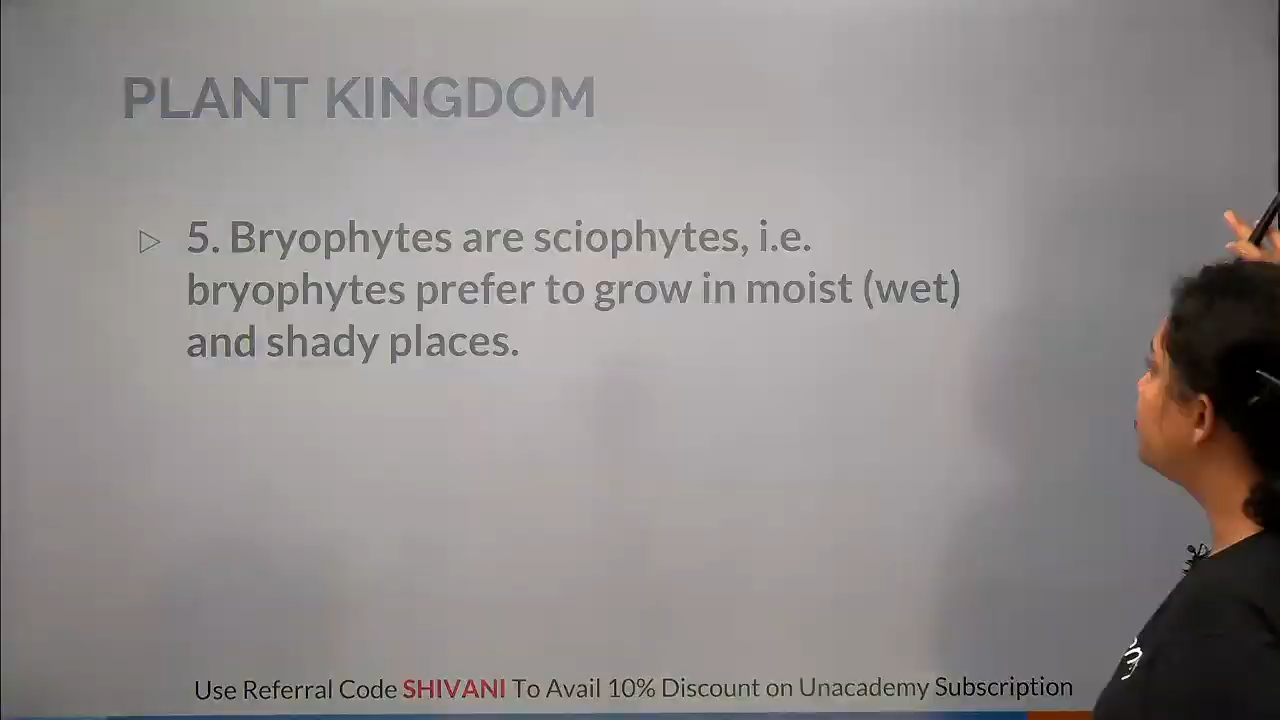 PLANT KINGDOM
▷ 5. Bryophytes are sciophytes, i.e.
bryophytes prefer to grow in moist (wet)
and shady places.
Use Referral Code SHIVANI To Avail 10% Discount on Unacademy Subscription